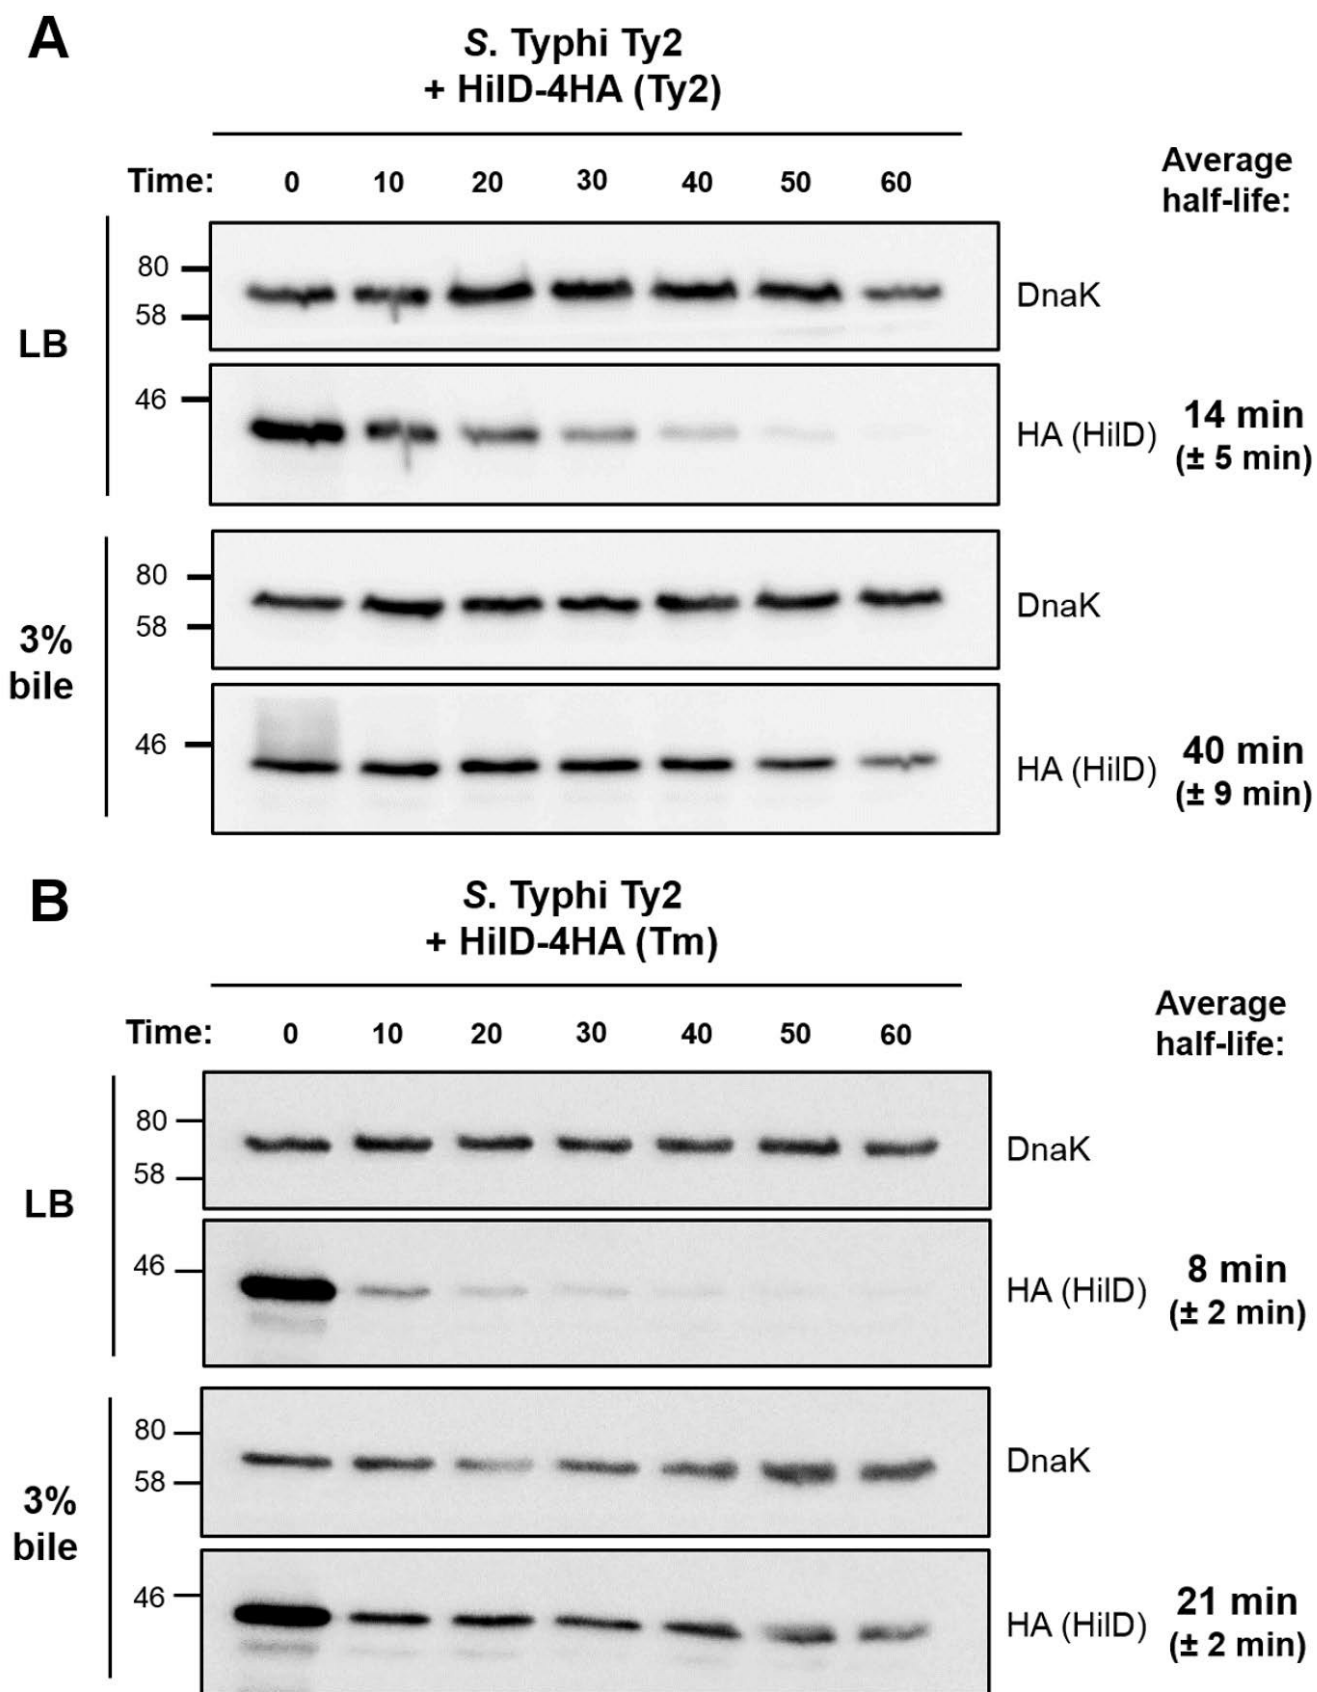 A
S. Typhi Ty2
+ HilD-4HA (Ty2)
Time: 0 10 20 30 40 50 60
Average
half-life:
LB
80
58
DnaK
46
HA (HilD)
14 min
(± 5 min)
3%
bile
80
58
DnaK
46
HA (HilD)
40 min
(± 9 min)
B
S. Typhi Ty2
+ HilD-4HA (Tm)
Time: 0 10 20 30 40 50 60
Average
half-life:
LB
80
58
DnaK
46
HA (HilD)
8 min
(± 2 min)
3%
bile
80
58
DnaK
46
HA (HilD)
21 min
(± 2 min)